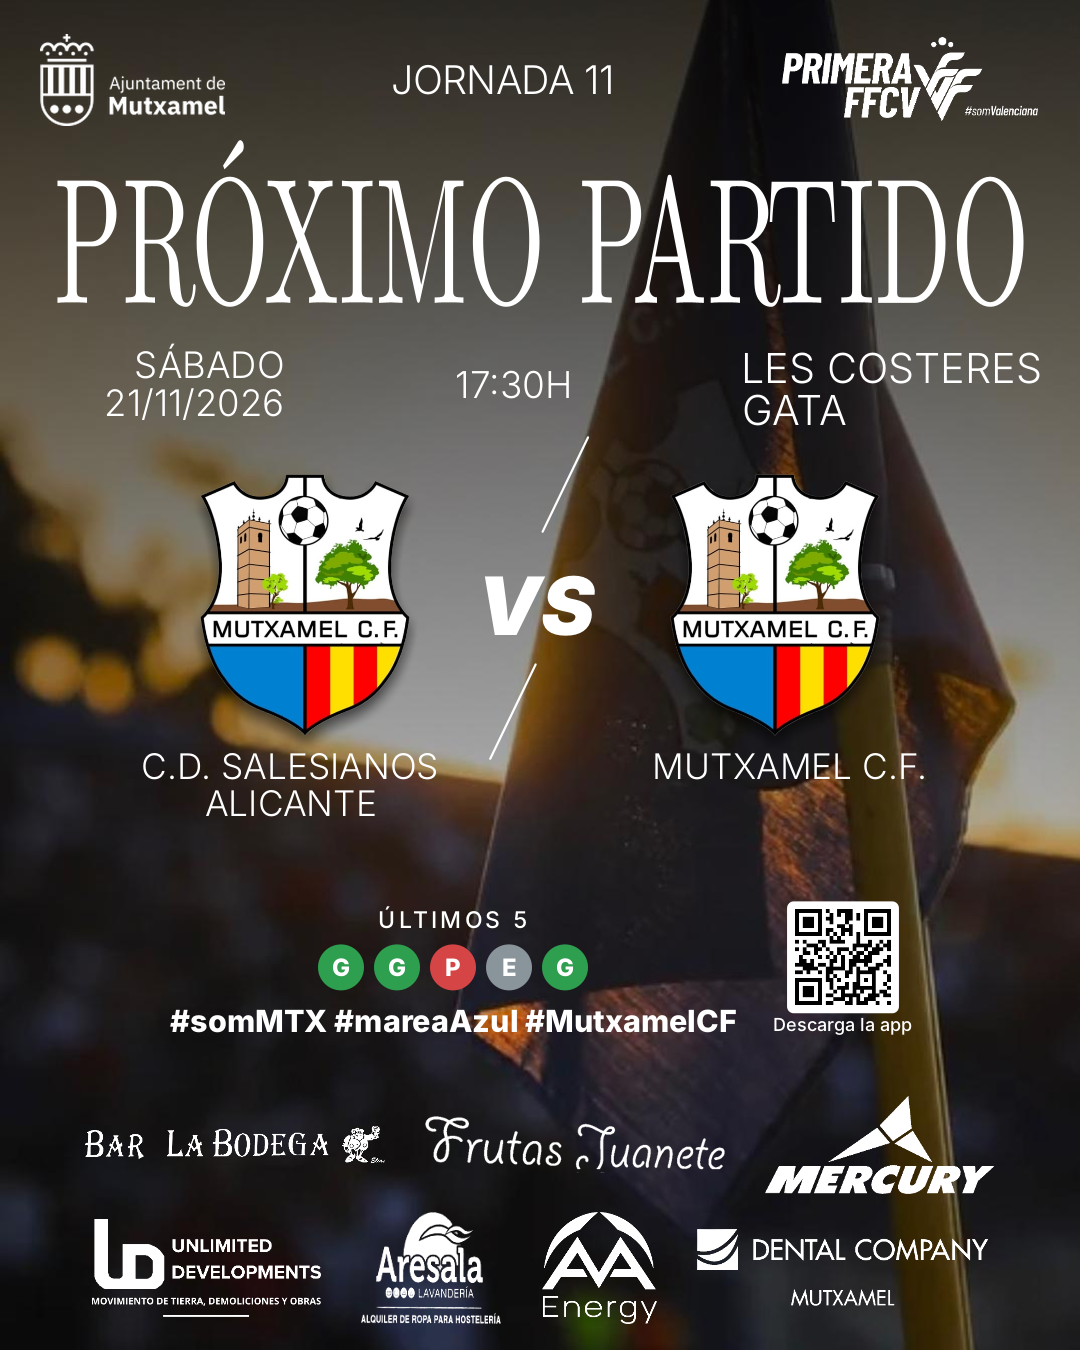 Ajuntament de
Mutxamel
JORNADA 11
PRIMERA
FFCV
#somValenciana
PRÓXIMO PARTIDO
SÁBADO
21/11/2026
17:30H
LES COSTERES
GATA
MUTXAMEL C.F.
VS
MUTXAMEL C.F.
C.D. SALESIANOS
ALICANTE
MUTXAMEL C.F.
ÚLTIMOS 5
G G P E G
#somMTX #mareaAzul #MutxamelCF
Descarga la app
BAR LA BODEGA
Frutas Juanete
MERCURY
UNLIMITED
DEVELOPMENTS
MOVIMIENTO DE TIERRA, DEMOLICIONES Y OBRAS
Aresala
LAVANDERÍA
ALQUILER DE ROPA PARA HOSTELERÍA
Energy
DENTAL COMPANY
MUTXAMEL